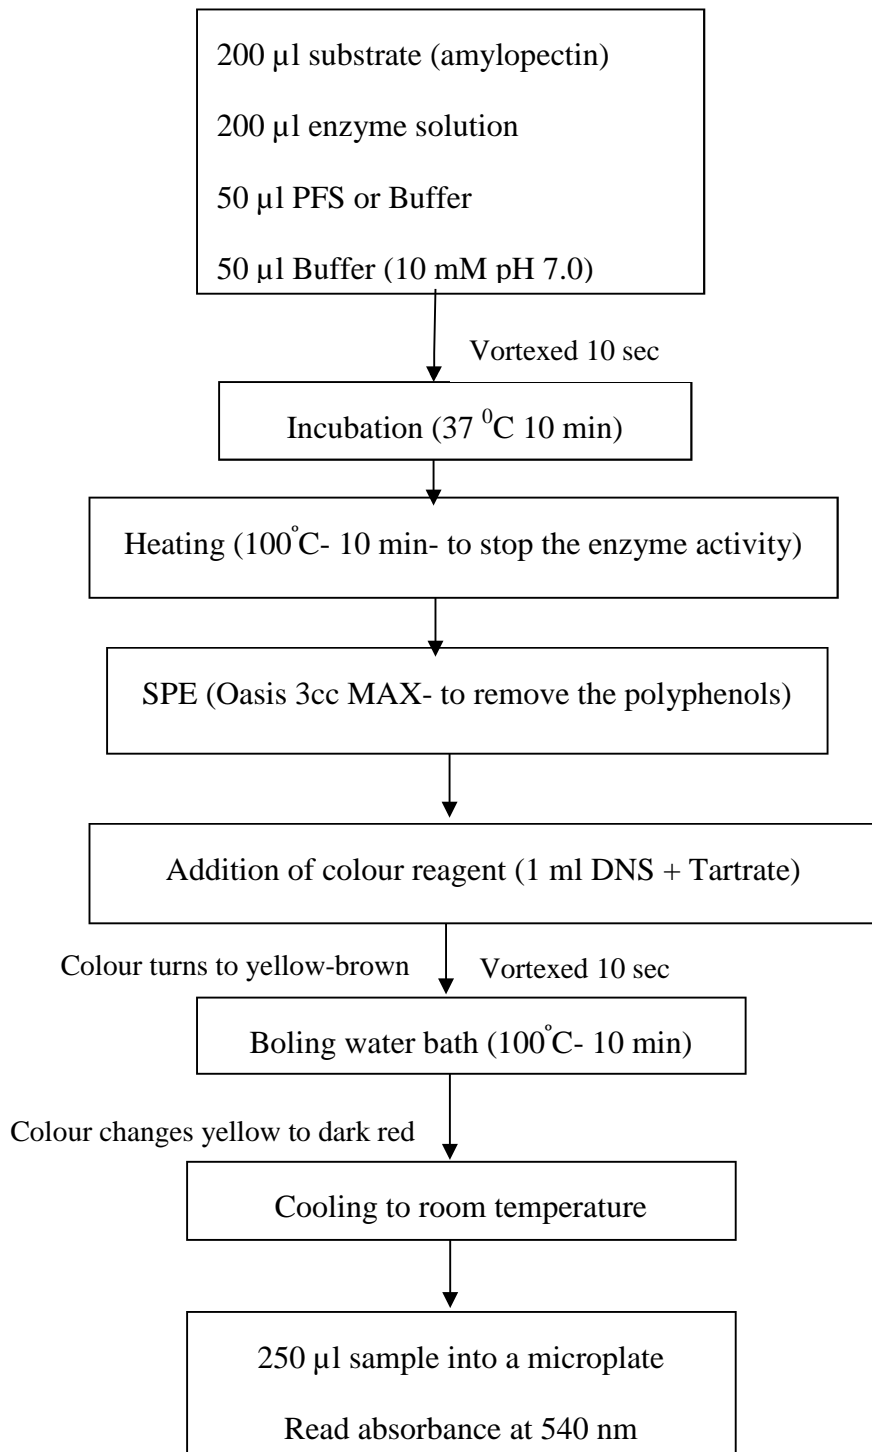 200 µl substrate (amylopectin)
200 µl enzyme solution
50 µl PFS or Buffer
50 µl Buffer (10 mM pH 7.0)
Vortexed 10 sec
Incubation (37 ⁰C 10 min)
Heating (100°C- 10 min- to stop the enzyme activity)
SPE (Oasis 3cc MAX- to remove the polyphenols)
Addition of colour reagent (1 ml DNS + Tartrate)
Colour turns to yellow-brown Vortexed 10 sec
Boling water bath (100°C- 10 min)
Colour changes yellow to dark red
Cooling to room temperature
250 µl sample into a microplate
Read absorbance at 540 nm